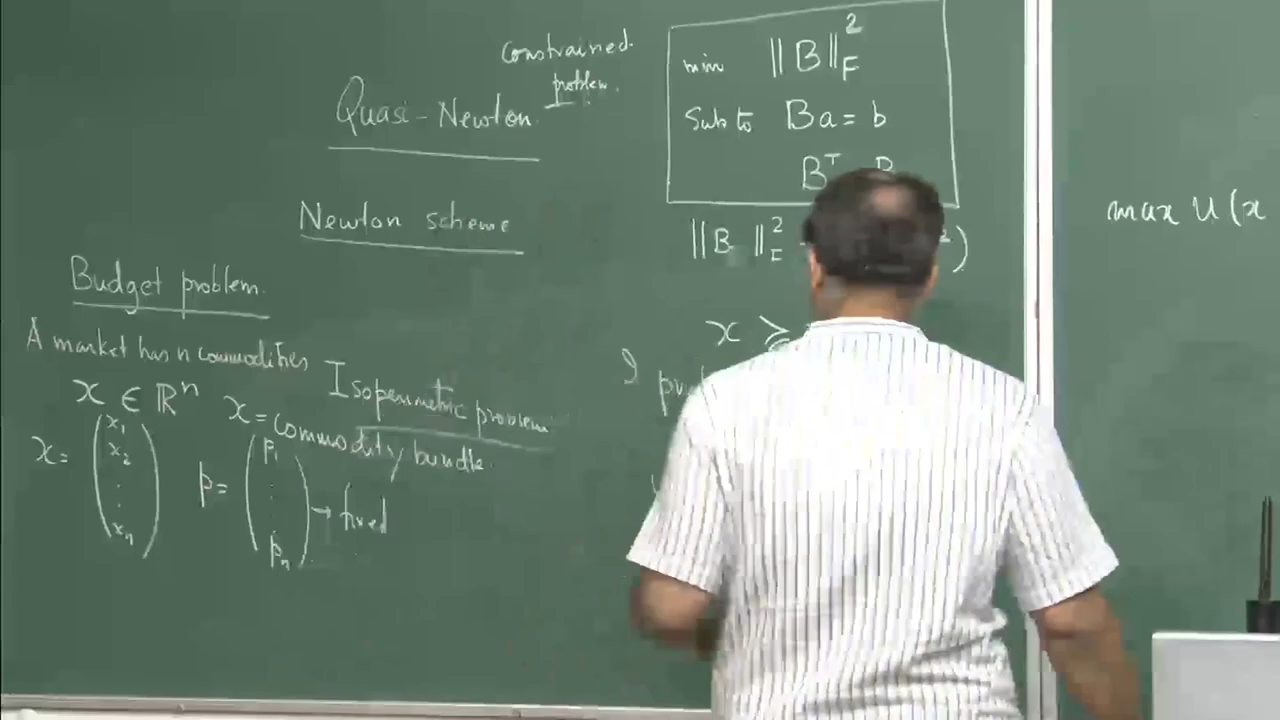 constrained
problem.
Quasi-Newton
Newton scheme
Budget problem.
A market has n commodities
x ∈ ℝⁿ x = commodity bundle.
Isoperimetric problem
x = (x₁ x₂ ⋮ xₙ) p = (p₁ ⋮ pₙ) → fixed
min ‖B‖²_F
Sub to Ba = b
Bᵀ B
‖B‖²_F )
x ≥
I
max U(x